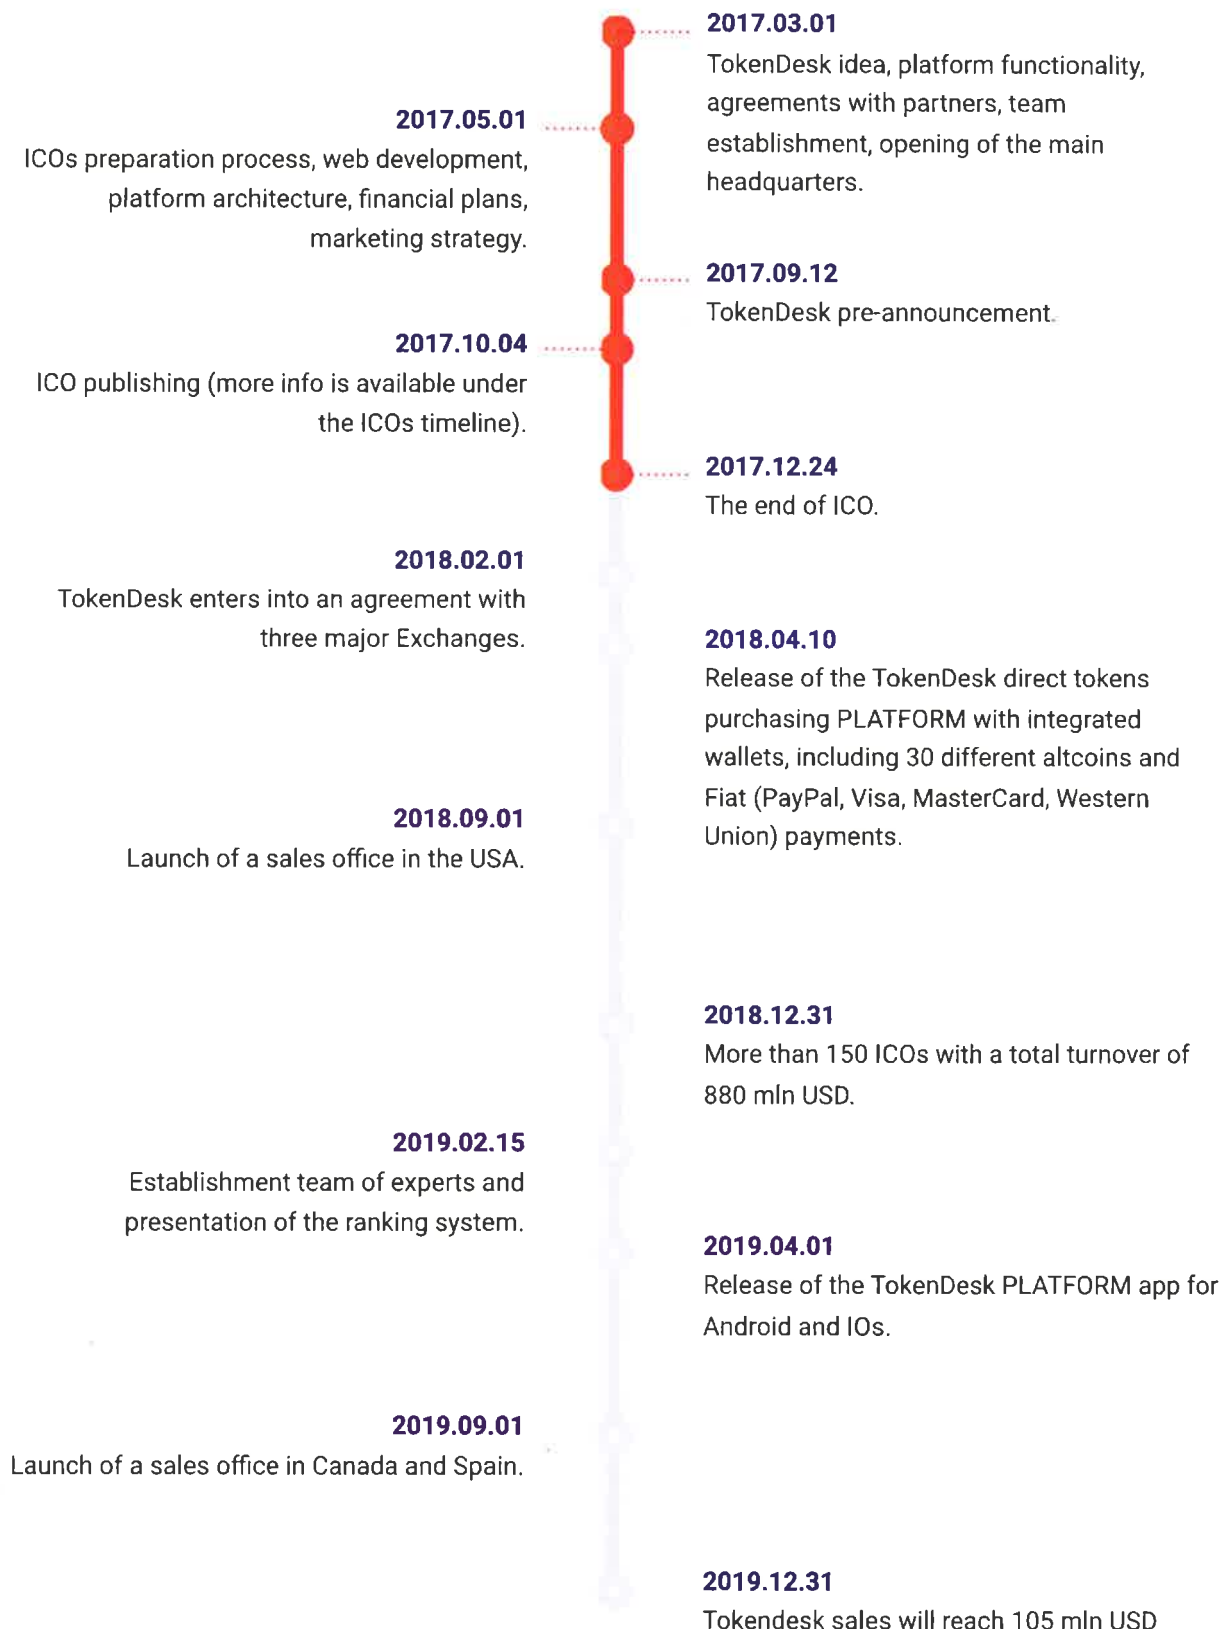 2017.03.01
TokenDesk idea, platform functionality,
agreements with partners, team
establishment, opening of the main
headquarters.
2017.05.01
ICOs preparation process, web development,
platform architecture, financial plans,
marketing strategy.
2017.09.12
TokenDesk pre-announcement.
2017.10.04
ICO publishing (more info is available under
the ICOs timeline).
2017.12.24
The end of ICO.
2018.02.01
TokenDesk enters into an agreement with
three major Exchanges.
2018.04.10
Release of the TokenDesk direct tokens
purchasing PLATFORM with integrated
wallets, including 30 different altcoins and
Fiat (PayPal, Visa, MasterCard, Western
Union) payments.
2018.09.01
Launch of a sales office in the USA.
2018.12.31
More than 150 ICOs with a total turnover of
880 mln USD.
2019.02.15
Establishment team of experts and
presentation of the ranking system.
2019.04.01
Release of the TokenDesk PLATFORM app for
Android and IOs.
2019.09.01
Launch of a sales office in Canada and Spain.
2019.12.31
Tokendesk sales will reach 105 mln USD